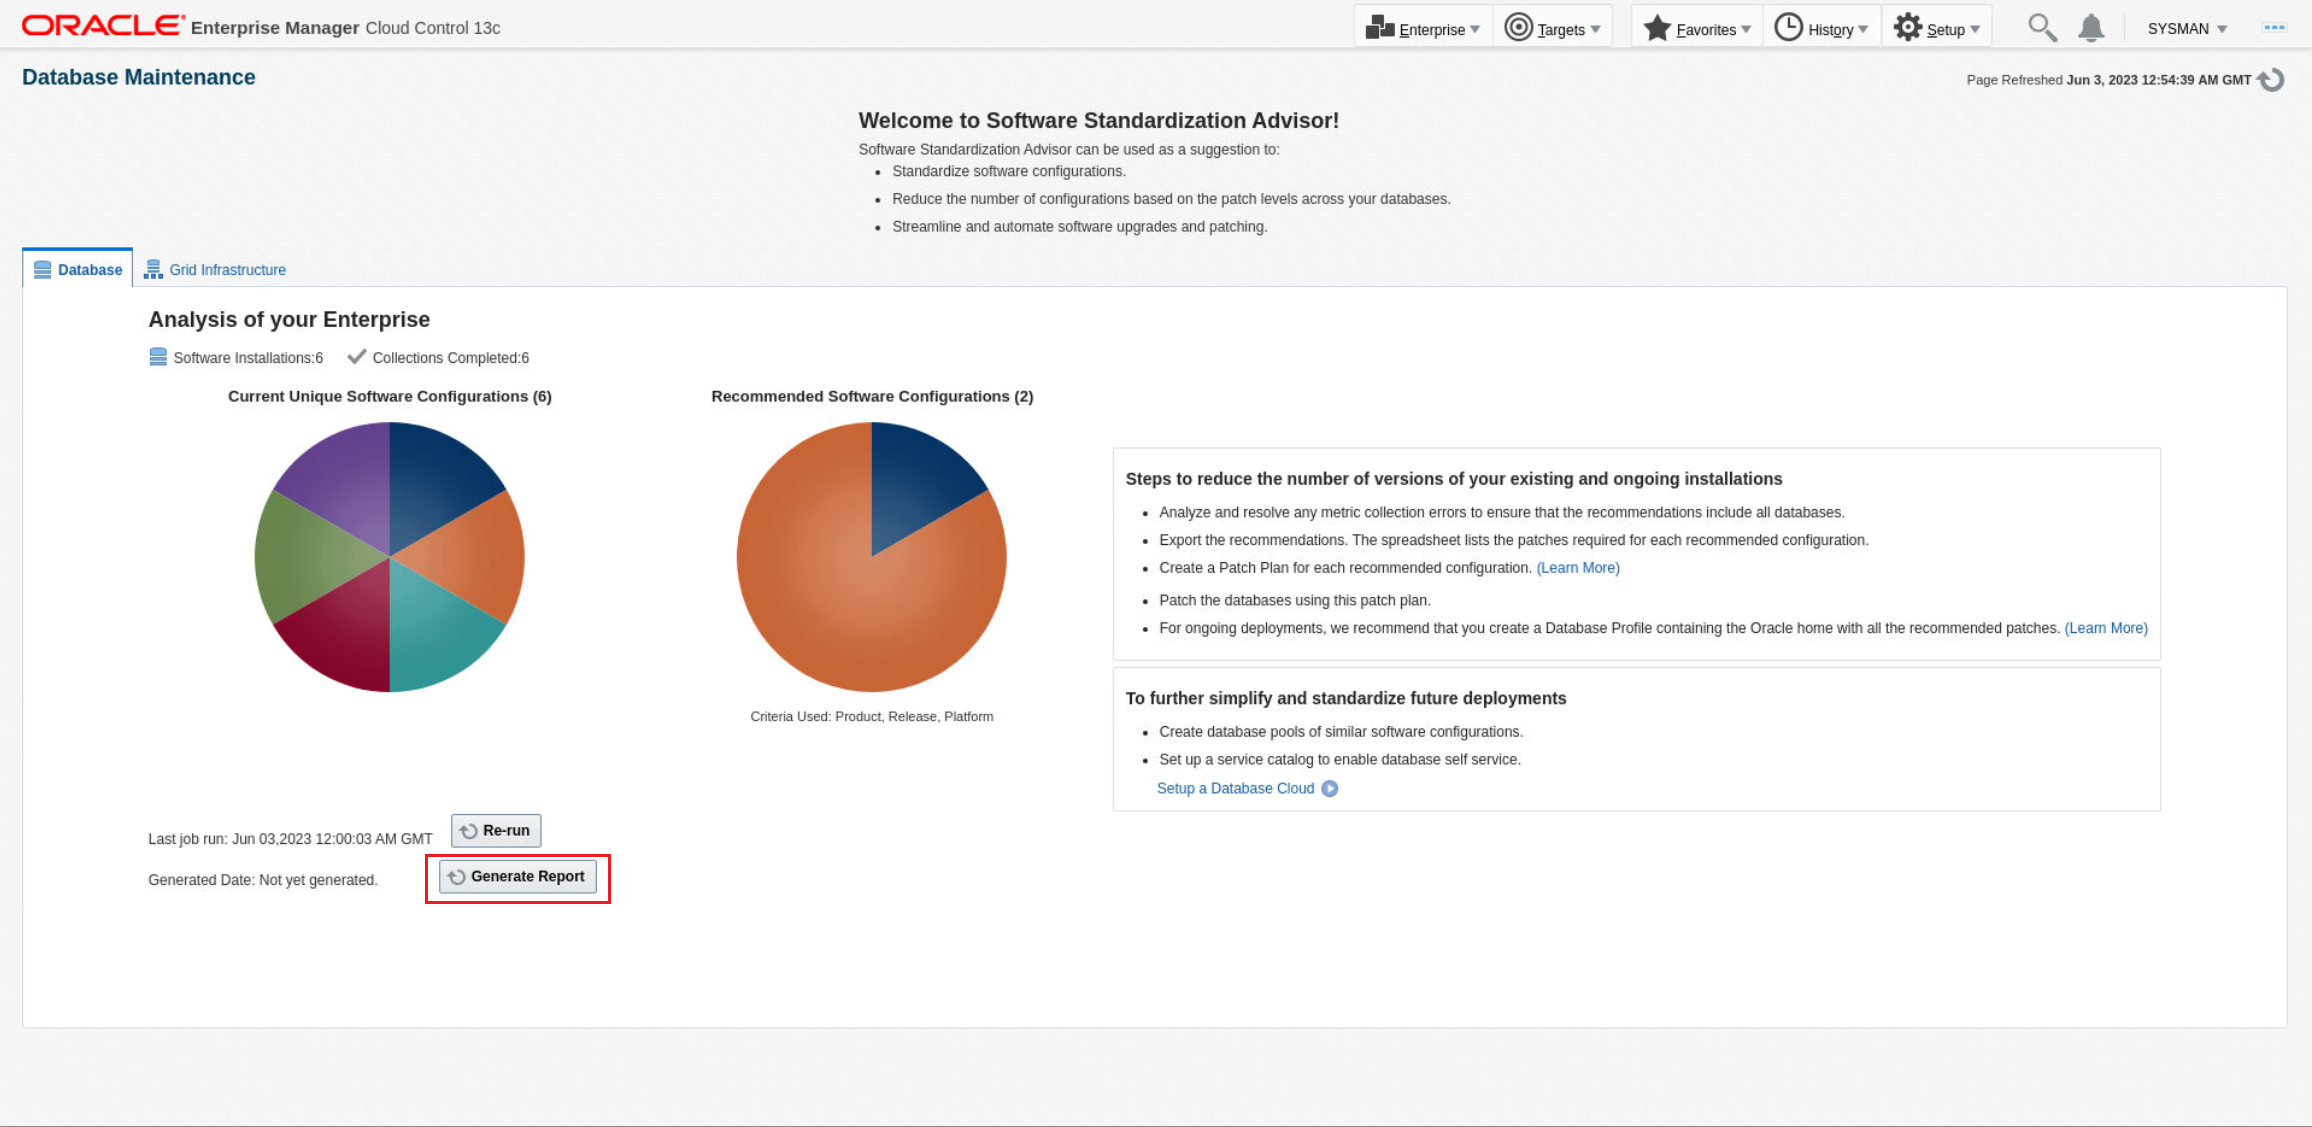 ORACLE Enterprise Manager Cloud Control 13c
Enterprise Targets Favorites History Setup SYSMAN
Database Maintenance
Page Refreshed Jun 3, 2023 12:54:39 AM GMT
Welcome to Software Standardization Advisor!
Software Standardization Advisor can be used as a suggestion to:
• Standardize software configurations.
• Reduce the number of configurations based on the patch levels across your databases.
• Streamline and automate software upgrades and patching.
Database Grid Infrastructure
Analysis of your Enterprise
Software Installations:6 Collections Completed:6
Current Unique Software Configurations (6)
Recommended Software Configurations (2)
Criteria Used: Product, Release, Platform
Steps to reduce the number of versions of your existing and ongoing installations
• Analyze and resolve any metric collection errors to ensure that the recommendations include all databases.
• Export the recommendations. The spreadsheet lists the patches required for each recommended configuration.
• Create a Patch Plan for each recommended configuration. (Learn More)
• Patch the databases using this patch plan.
• For ongoing deployments, we recommend that you create a Database Profile containing the Oracle home with all the recommended patches. (Learn More)
To further simplify and standardize future deployments
• Create database pools of similar software configurations.
• Set up a service catalog to enable database self service.
Setup a Database Cloud
Last job run: Jun 03,2023 12:00:03 AM GMT Re-run
Generated Date: Not yet generated. Generate Report